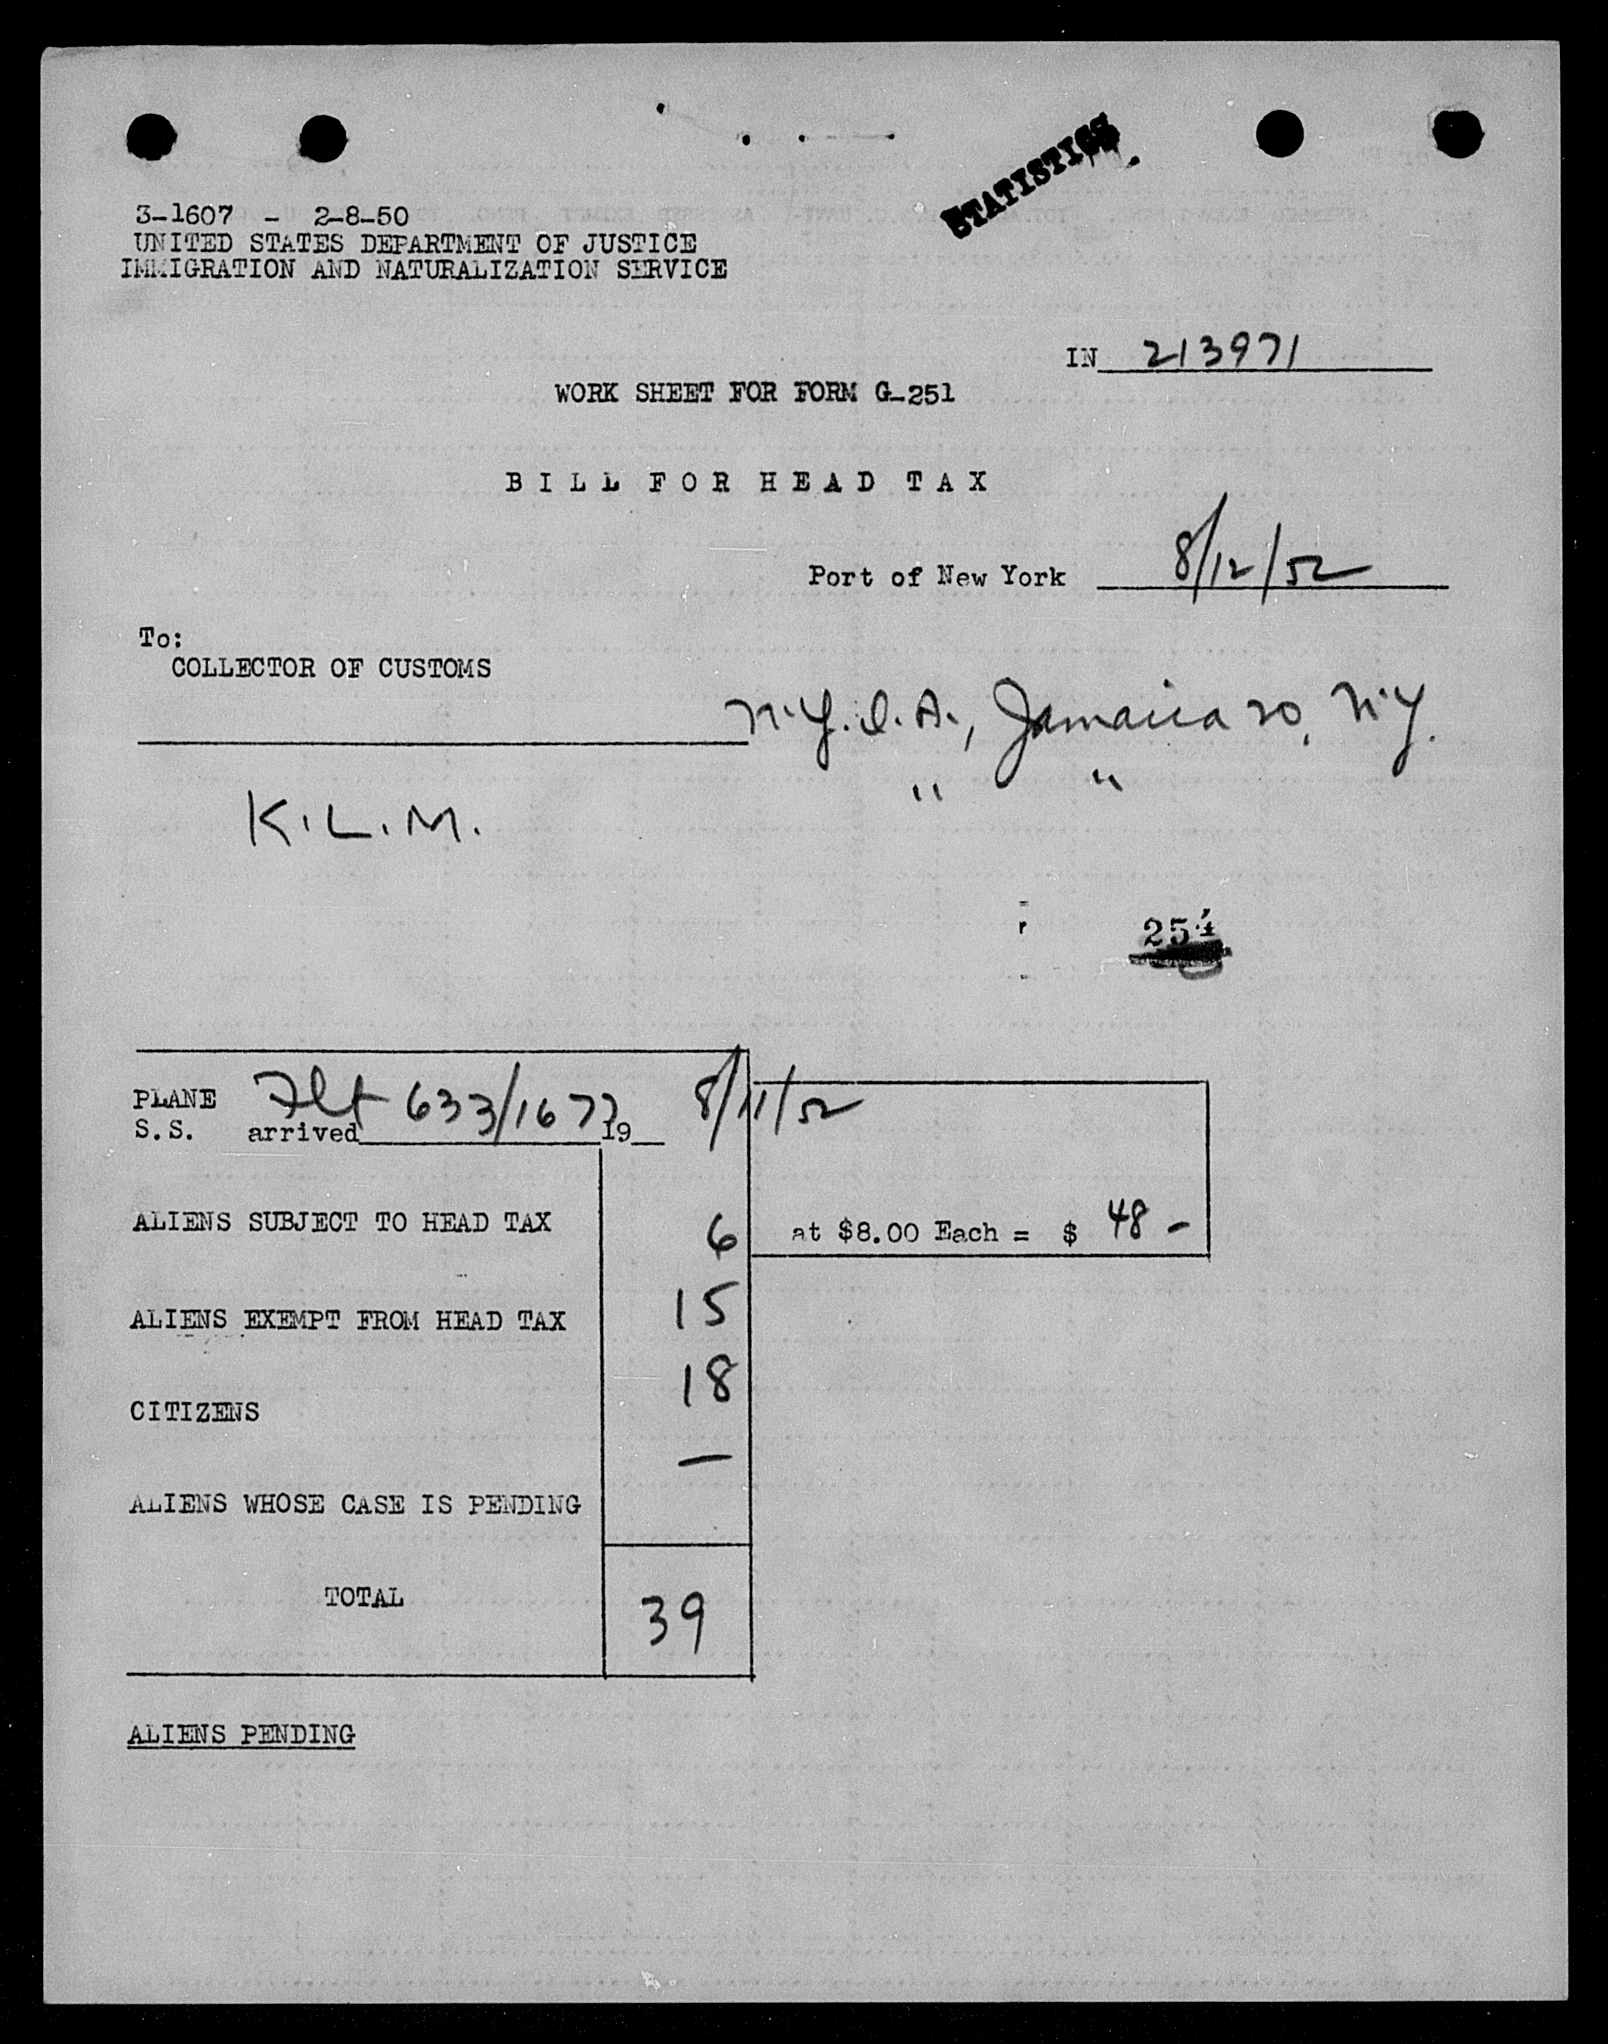 STATISTICS
3-1607 - 2-8-50
UNITED STATES DEPARTMENT OF JUSTICE
IMMIGRATION AND NATURALIZATION SERVICE
IN 213971
WORK SHEET FOR FORM G-251
BILL FOR HEAD TAX
Port of New York 8/12/52
To:
COLLECTOR OF CUSTOMS
N.Y.I.A., Jamaica 20, N.Y.
" "
K.L.M.
254
PLANE Flt 633/1677 8/11/52
S.S. arrived 19
ALIENS SUBJECT TO HEAD TAX 6 at $8.00 Each = $ 48 -
ALIENS EXEMPT FROM HEAD TAX 15
CITIZENS 18
ALIENS WHOSE CASE IS PENDING —
TOTAL 39
ALIENS PENDING